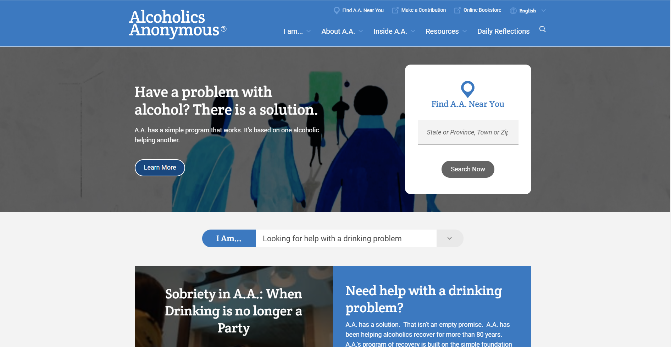 Find A.A. Near You
Make a Contribution
Online Bookstore
English
Alcoholics
Anonymous®
I am...
About A.A.
Inside A.A.
Resources
Daily Reflections
Have a problem with
alcohol? There is a solution.
A.A. has a simple program that works. It's based on one alcoholic
helping another.
Learn More
Find A.A. Near You
State or Province, Town or Zip
Search Now
I Am...
Looking for help with a drinking problem
Sobriety in A.A.: When
Drinking is no longer a
Party
Need help with a drinking
problem?
A.A. has a solution. That isn't an empty promise. A.A. has
been helping alcoholics recover for more than 80 years.
A.A.'s program of recovery is built on the simple foundation